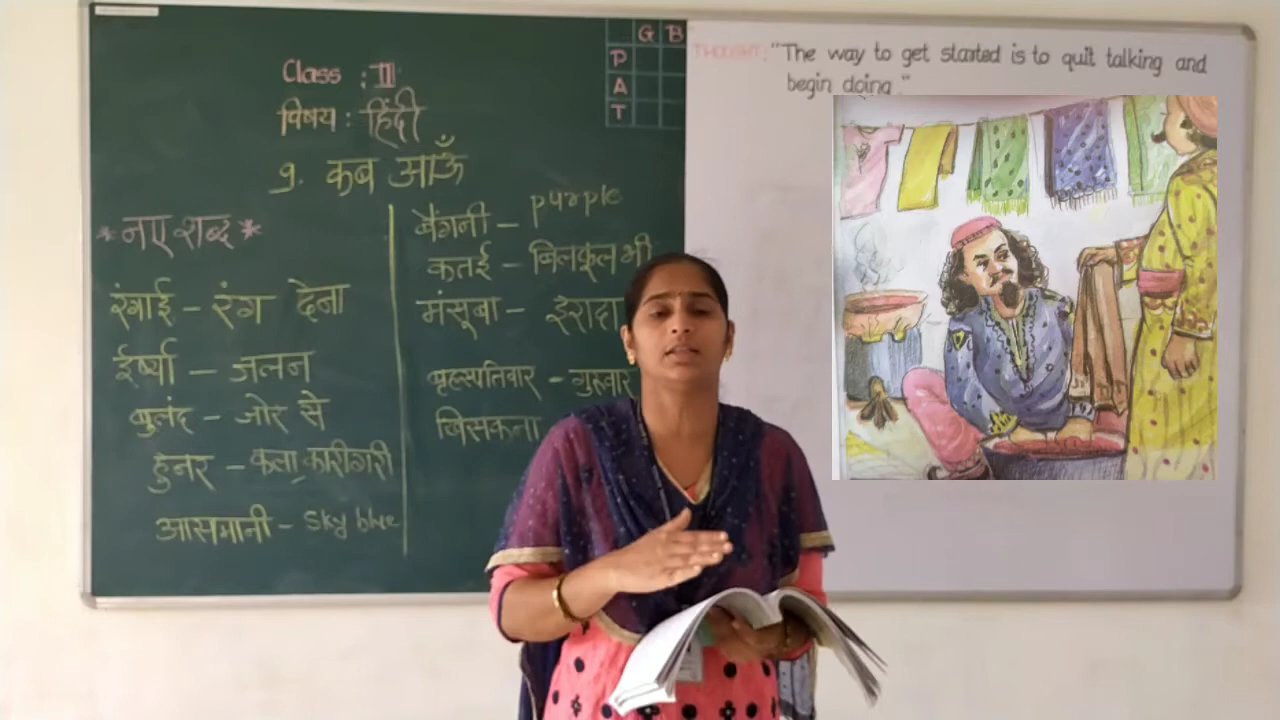 Class : III
विषय : हिंदी
9. कब आऊँ
* नए शब्द *
रंगाई – रंग देना
ईर्ष्या – जलन
बुलंद – जोर से
हुनर – कला, कारीगरी
आसमानी – sky blue
बैंगनी – purple
कतई – बिलकूल भी
मंसूबा – इरादा
बृहस्पतिवार – गुरुवार
खिसकना
G B
P
A
T
THOUGHT: "The way to get started is to quit talking and
begin doing."